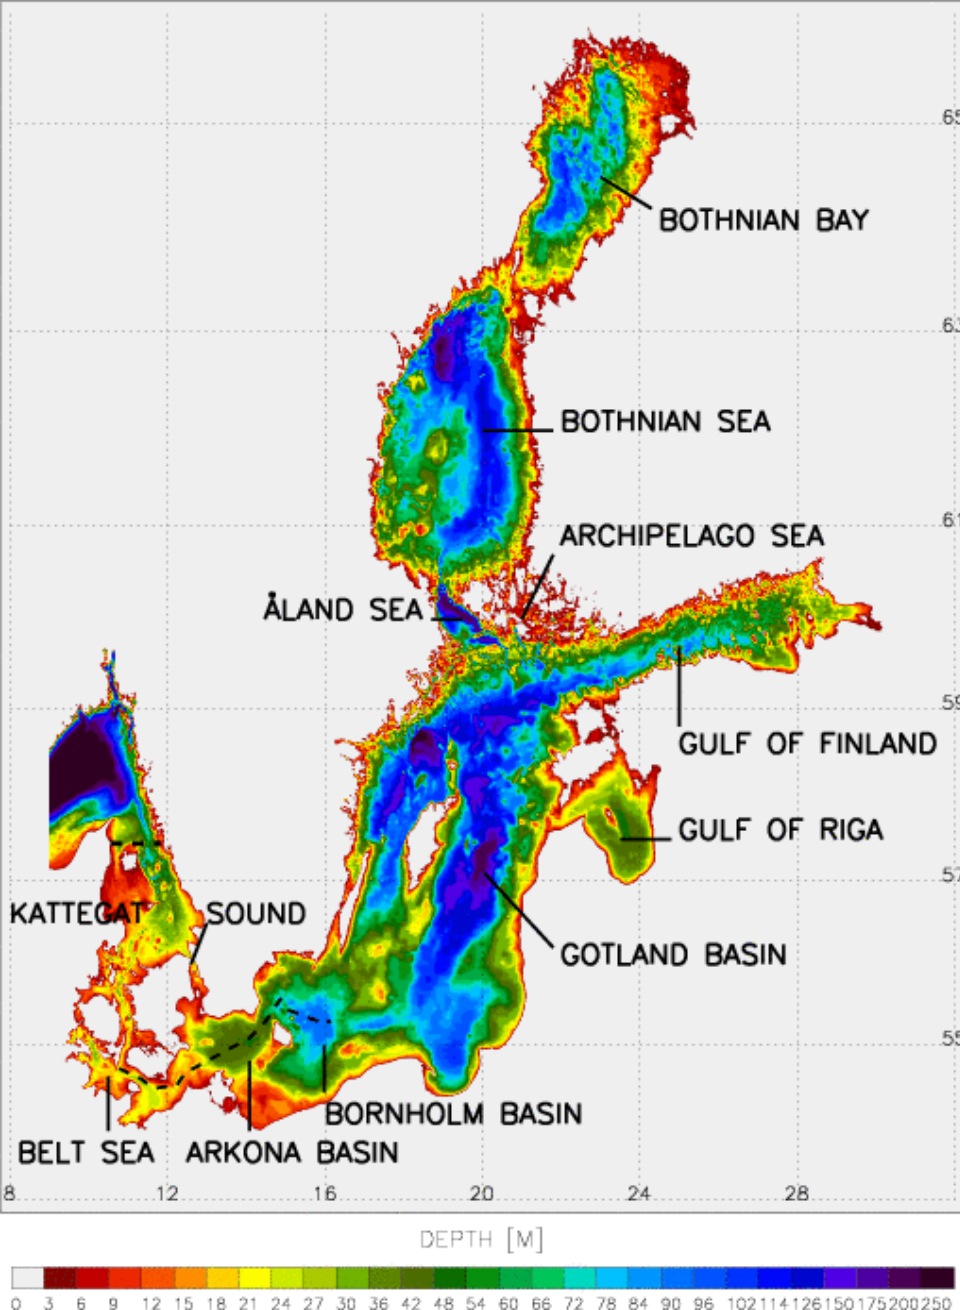 65
BOTHNIAN BAY
63
BOTHNIAN SEA
61
ARCHIPELAGO SEA
ÅLAND SEA
59
GULF OF FINLAND
GULF OF RIGA
57
KATTEGAT SOUND
GOTLAND BASIN
55
BORNHOLM BASIN
BELT SEA ARKONA BASIN
8 12 16 20 24 28
DEPTH [M]
0 3 6 9 12 15 18 21 24 27 30 36 42 48 54 60 66 72 78 84 90 96 102 114 126 150 175 200 250